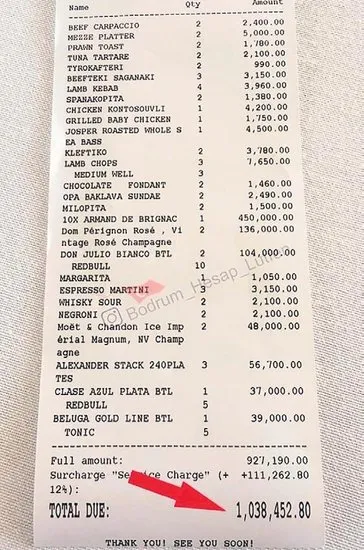 Name Qty Amount
BEEF CARPACCIO 2 2,400.00
MEZZE PLATTER 2 5,000.00
PRAWN TOAST 2 1,780.00
TUNA TARTARE 2 2,100.00
TYROKAFTERI 2 990.00
BEEFTEKI SAGANAKI 3 3,150.00
LAMB KEBAB 4 3,960.00
SPANAKOPITA 2 1,380.00
CHICKEN KONTOSOUVLI 1 4,200.00
GRILLED BABY CHICKEN 1 1,750.00
JOSPER ROASTED WHOLE S 1 4,500.00
EA BASS
KLEFTIKO 2 3,780.00
LAMB CHOPS 3 7,650.00
MEDIUM WELL 3
CHOCOLATE FONDANT 2 1,460.00
OPA BAKLAVA SUNDAE 2 2,490.00
MILOPITA 2 1,500.00
10X ARMAND DE BRIGNAC 1 450,000.00
Dom Pérignon Rosé , Vi 2 136,000.00
ntage Rosé Champagne
DON JULIO BIANCO BTL 2 104,000.00
REDBULL 10
MARGARITA 1 1,050.00
ESPRESSO MARTINI 3 3,150.00
WHISKY SOUR 2 2,100.00
NEGRONI 2 2,100.00
Moët & Chandon Ice Imp 2 48,000.00
érial Magnum, NV Champ
agne
ALEXANDER STACK 240PLA 3 56,700.00
TES
CLASE AZUL PLATA BTL 1 37,000.00
REDBULL 5
BELUGA GOLD LINE BTL 1 39,000.00
TONIC 5
Full amount: 927,190.00
Surcharge "Service Charge" (+ +111,262.80
12%):
TOTAL DUE: 1,038,452.80
THANK YOU! SEE YOU SOON!
Bodrum_Hesap_Lutfen